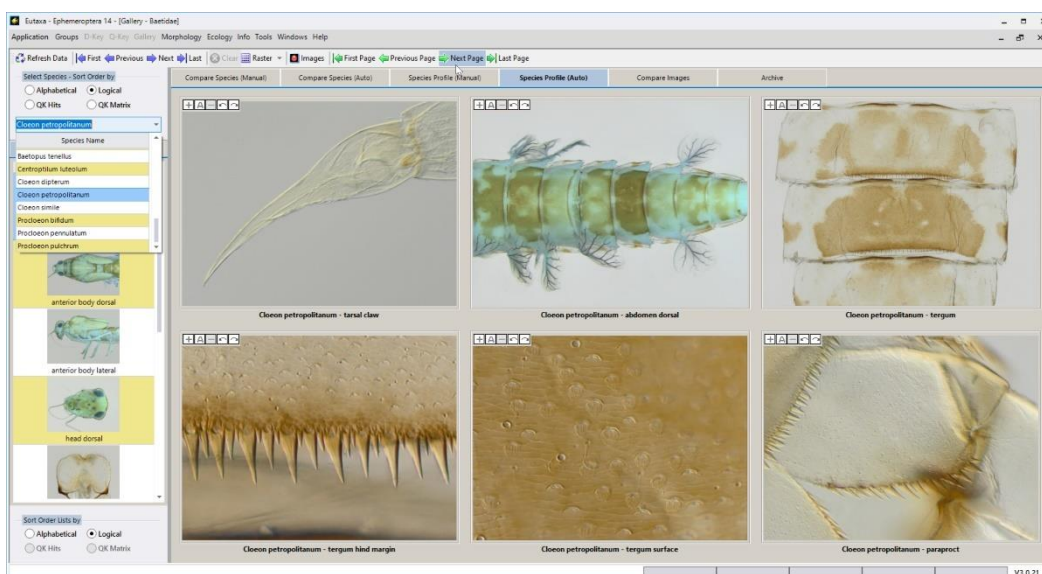 Eutaxa - Ephemeroptera 14 - [Gallery - Baetidae]
Application Groups D-Key Q-Key Gallery Morphology Ecology Info Tools Windows Help
Refresh Data First Previous Next Last Clear Raster Images First Page Previous Page Next Page Last Page
Select Species - Sort Order by
Alphabetical Logical
QK Hits QK Matrix
Cloeon petropolitanum
Species Name
Baetopus tenellus
Centroptilum luteolum
Cloeon dipterum
Cloeon petropolitanum
Cloeon simile
Procloeon bifidum
Procloeon pennulatum
Procloeon pulchrum
anterior body dorsal
anterior body lateral
head dorsal
Sort Order Lists by
Alphabetical Logical
QK Hits QK Matrix
Compare Species (Manual) Compare Species (Auto) Species Profile (Manual) Species Profile (Auto) Compare Images Archive
+ A - + A - + A -
Cloeon petropolitanum - tarsal claw Cloeon petropolitanum - abdomen dorsal Cloeon petropolitanum - tergum
+ A - + A - + A -
Cloeon petropolitanum - tergum hind margin Cloeon petropolitanum - tergum surface Cloeon petropolitanum - paraproct
V3.0.21